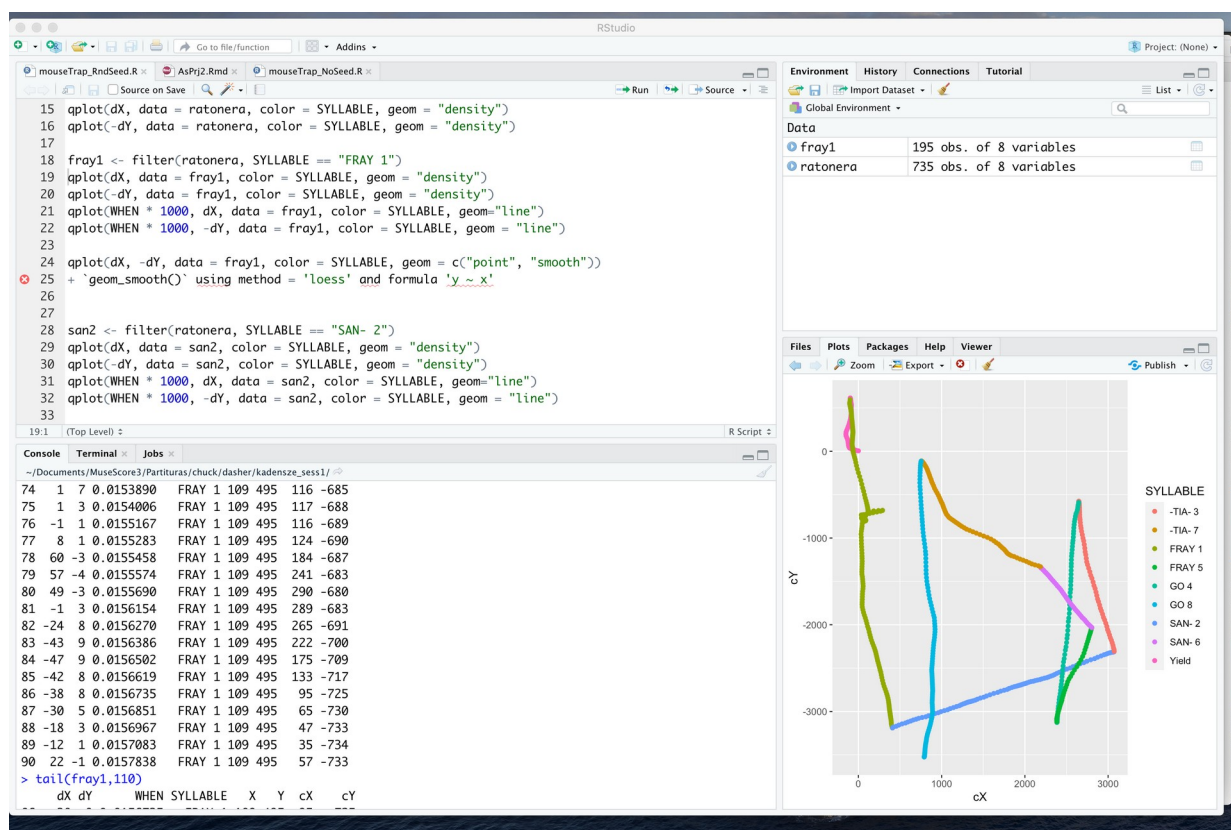 RStudio
Go to file/function
Addins
Project: (None)
mouseTrap_RndSeed.R
AsPrj2.Rmd
mouseTrap_NoSeed.R
Source on Save
Run
Source
15 qplot(dX, data = ratonera, color = SYLLABLE, geom = "density")
16 qplot(-dY, data = ratonera, color = SYLLABLE, geom = "density")
17
18 fray1 <- filter(ratonera, SYLLABLE == "FRAY 1")
19 qplot(dX, data = fray1, color = SYLLABLE, geom = "density")
20 qplot(-dY, data = fray1, color = SYLLABLE, geom = "density")
21 qplot(WHEN * 1000, dX, data = fray1, color = SYLLABLE, geom="line")
22 qplot(WHEN * 1000, -dY, data = fray1, color = SYLLABLE, geom = "line")
23
24 qplot(dX, -dY, data = fray1, color = SYLLABLE, geom = c("point", "smooth"))
25 + `geom_smooth()` using method = 'loess' and formula 'y ~ x'
26
27
28 san2 <- filter(ratonera, SYLLABLE == "SAN- 2")
29 qplot(dX, data = san2, color = SYLLABLE, geom = "density")
30 qplot(-dY, data = san2, color = SYLLABLE, geom = "density")
31 qplot(WHEN * 1000, dX, data = san2, color = SYLLABLE, geom="line")
32 qplot(WHEN * 1000, -dY, data = san2, color = SYLLABLE, geom = "line")
33
19:1 (Top Level) R Script
Console Terminal Jobs
~/Documents/MuseScore3/Partituras/chuck/dasher/kadensze_sess1/
74 1 7 0.0153890 FRAY 1 109 495 116 -685
75 1 3 0.0154006 FRAY 1 109 495 117 -688
76 -1 1 0.0155167 FRAY 1 109 495 116 -689
77 8 1 0.0155283 FRAY 1 109 495 124 -690
78 60 -3 0.0155458 FRAY 1 109 495 184 -687
79 57 -4 0.0155574 FRAY 1 109 495 241 -683
80 49 -3 0.0155690 FRAY 1 109 495 290 -680
81 -1 3 0.0156154 FRAY 1 109 495 289 -683
82 -24 8 0.0156270 FRAY 1 109 495 265 -691
83 -43 9 0.0156386 FRAY 1 109 495 222 -700
84 -47 9 0.0156502 FRAY 1 109 495 175 -709
85 -42 8 0.0156619 FRAY 1 109 495 133 -717
86 -38 8 0.0156735 FRAY 1 109 495 95 -725
87 -30 5 0.0156851 FRAY 1 109 495 65 -730
88 -18 3 0.0156967 FRAY 1 109 495 47 -733
89 -12 1 0.0157083 FRAY 1 109 495 35 -734
90 22 -1 0.0157838 FRAY 1 109 495 57 -733
> tail(fray1,110)
dX dY WHEN SYLLABLE X Y cX cY
Environment History Connections Tutorial
Import Dataset List
Global Environment
Data
fray1 195 obs. of 8 variables
ratonera 735 obs. of 8 variables
Files Plots Packages Help Viewer
Zoom Export Publish
0
-1000
-2000
-3000
cY
0 1000 2000 3000
cX
SYLLABLE
-TIA- 3
-TIA- 7
FRAY 1
FRAY 5
GO 4
GO 8
SAN- 2
SAN- 6
Yield